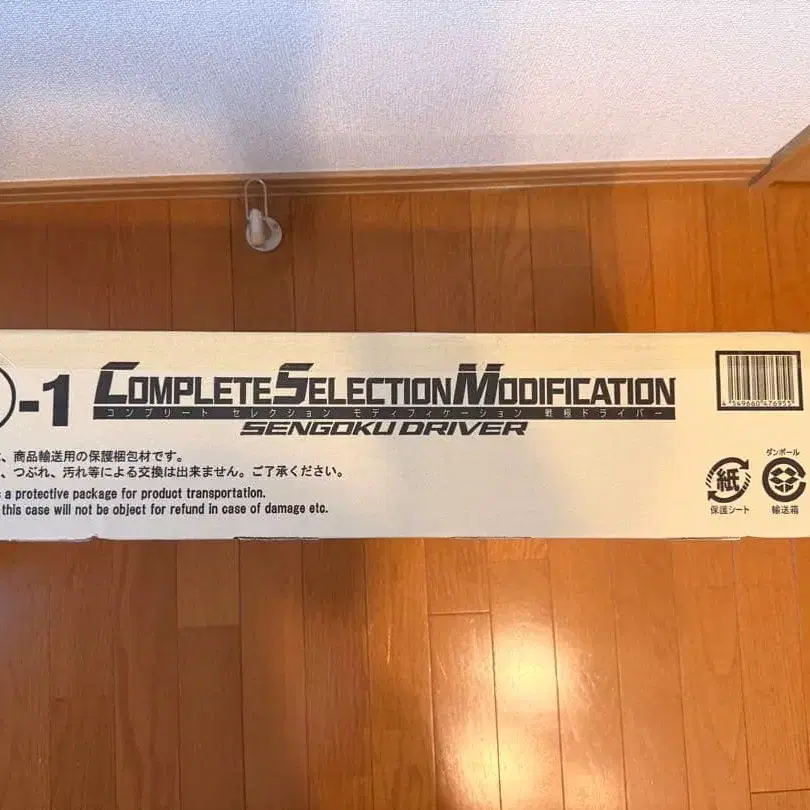 -1
COMPLETE SELECTION MODIFICATION
コンプリート セレクション モディフィケーション 戦極ドライバー
SENGOKU DRIVER
、商品輸送用の保護梱包材です。
、つぶれ、汚れ等による交換は出来ません。ご了承ください。
s a protective package for product transportation.
this case will not be object for refund in case of damage etc.
4 549660 476955
紙
保護シート
ダンボール
輸送箱